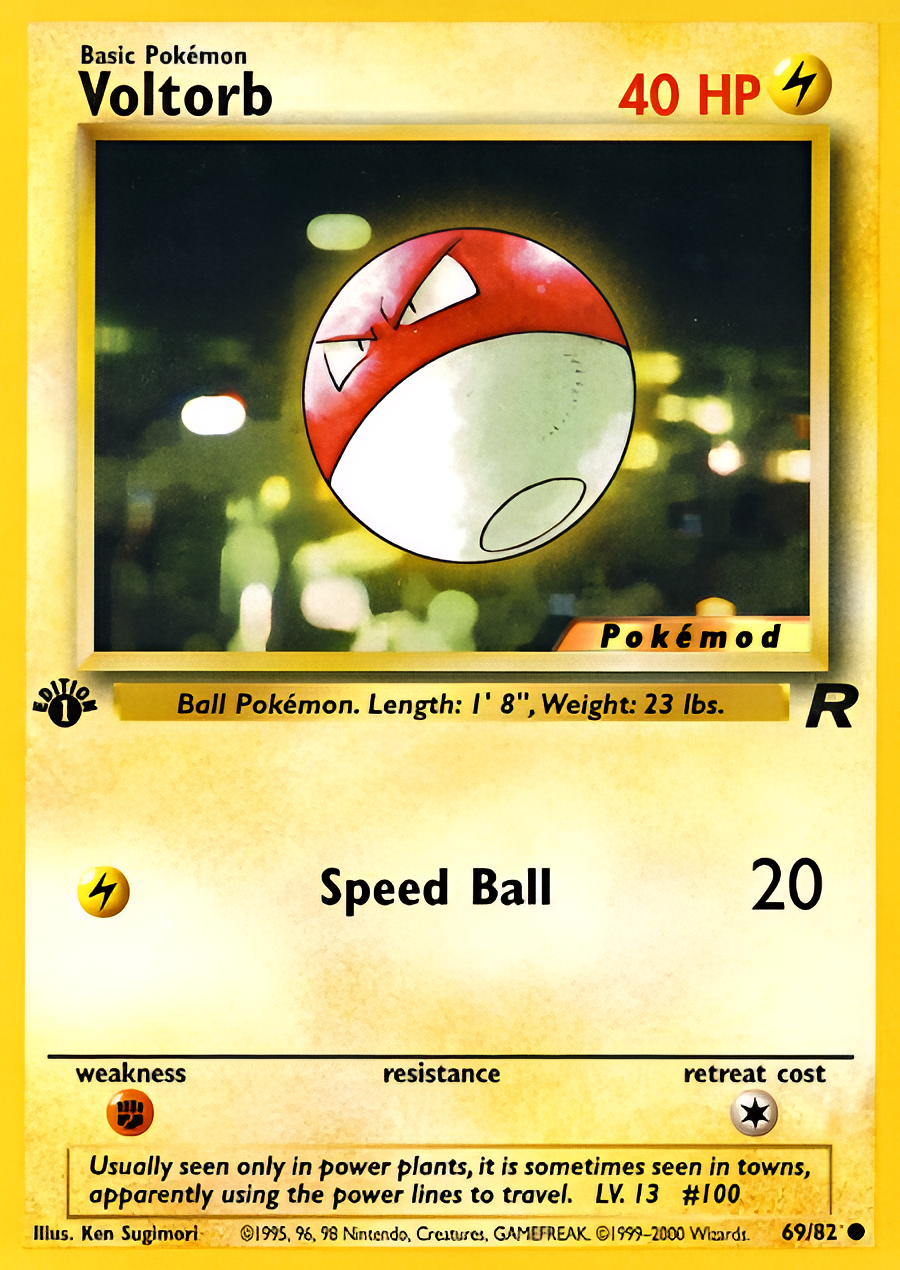 Basic Pokémon
Voltorb
40 HP
Pokémod
EDITION
1
Ball Pokémon. Length: 1' 8", Weight: 23 lbs.
R
Speed Ball 20
weakness resistance retreat cost
Usually seen only in power plants, it is sometimes seen in towns,
apparently using the power lines to travel. LV. 13 #100
Illus. Ken Sugimori ©1995, 96, 98 Nintendo, Creatures, GAMEFREAK. ©1999–2000 Wizards. 69/82